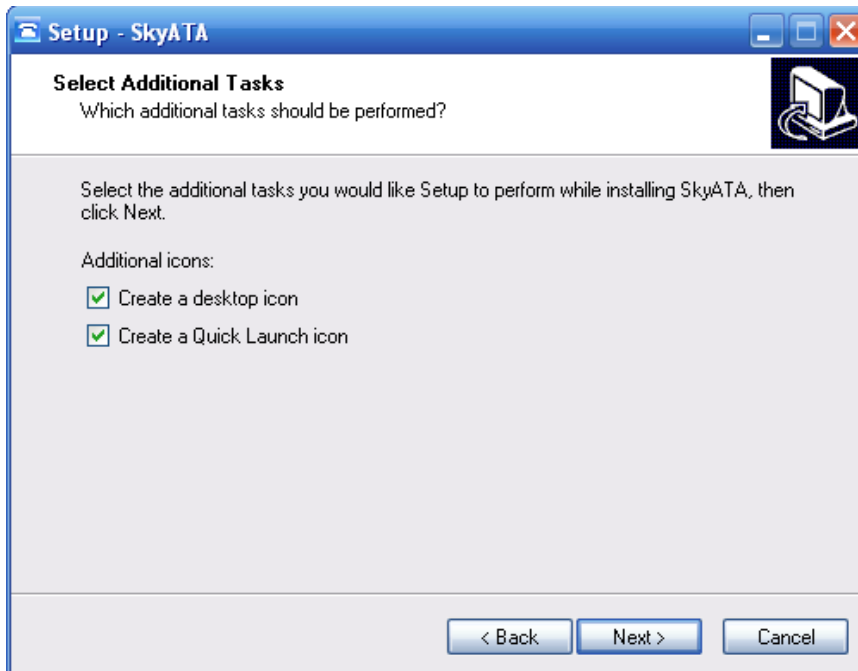 Setup - SkyATA
Select Additional Tasks
Which additional tasks should be performed?
Select the additional tasks you would like Setup to perform while installing SkyATA, then
click Next.
Additional icons:
Create a desktop icon
Create a Quick Launch icon
< Back
Next >
Cancel